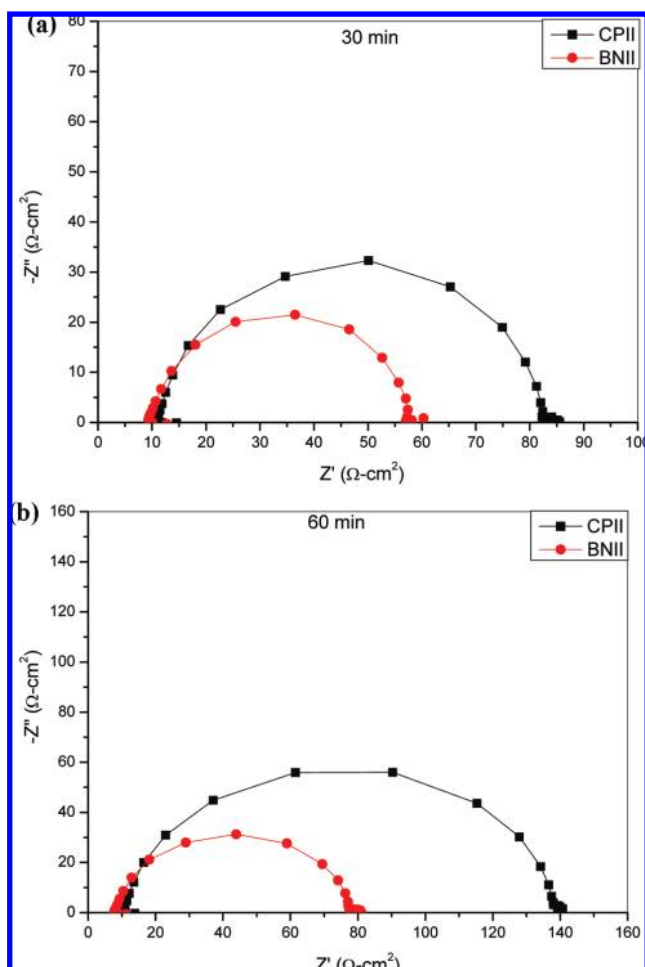 (a)
30 min
CPII
BNII
80
70
60
50
40
30
20
10
0
-Z'' (Ω-cm²)
0 10 20 30 40 50 60 70 80 90 100
Z' (Ω-cm²)
(b)
60 min
CPII
BNII
160
140
120
100
80
60
40
20
0
-Z'' (Ω-cm²)
0 20 40 60 80 100 120 140 160
Z' (Ω-cm²)